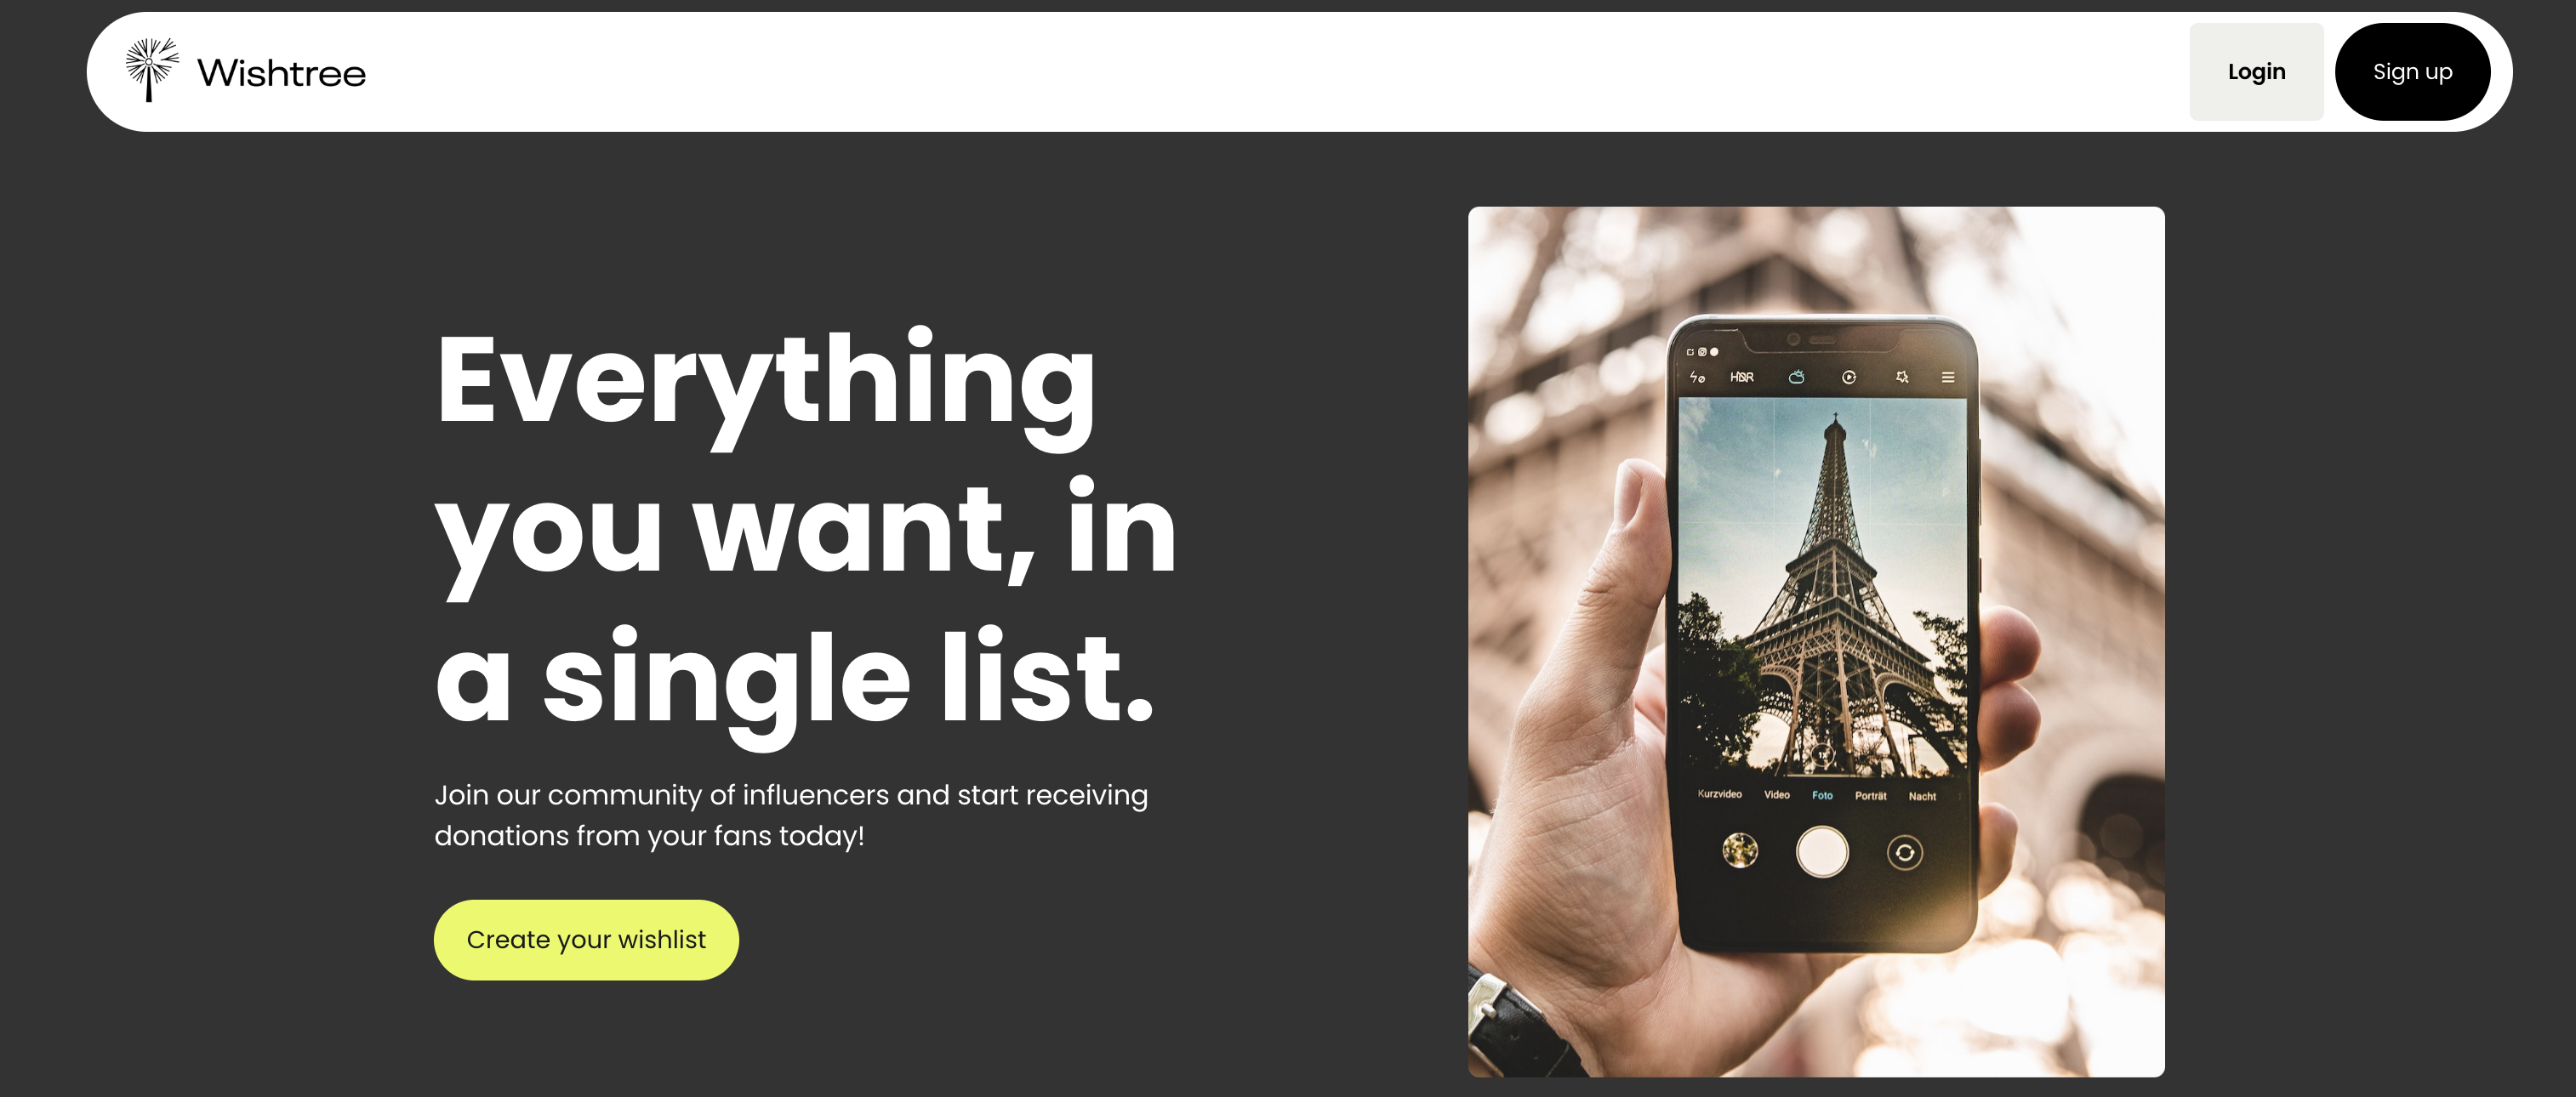 Wishtree
Login
Sign up
Everything
you want, in
a single list.
Join our community of influencers and start receiving
donations from your fans today!
Create your wishlist
HDR
1x
Kurzvideo Video Foto Porträt Nacht